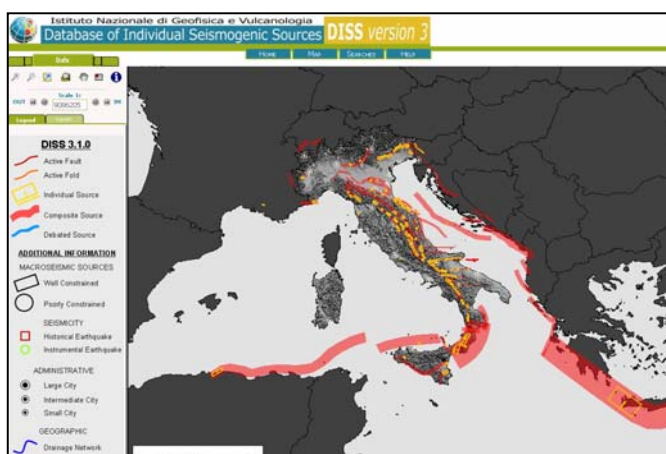 Istituto Nazionale di Geofisica e Vulcanologia
Database of Individual Seismogenic Sources DISS version 3
HOME MAP SEARCHES HELP
Italy
Scale 1:
OUT 9086205 IN
Legend
DISS 3.1.0
Active Fault
Active Fold
Individual Source
Composite Source
Debated Source
ADDITIONAL INFORMATION
MACROSEISMIC SOURCES
Well Constrained
Poorly Constrained
SEISMICITY
Historical Earthquake
Instrumental Earthquake
ADMINISTRATIVE
Large City
Intermediate City
Small City
GEOGRAPHIC
Drainage Network